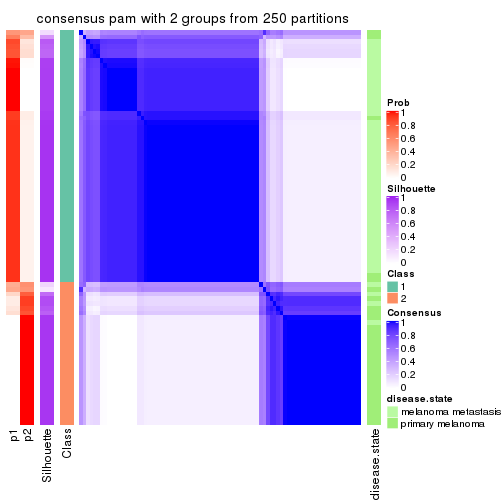 consensus pam with 2 groups from 250 partitions
Prob
1
0.8
0.6
0.4
0.2
0
Silhouette
1
0.8
0.6
0.4
0.2
0
Class
1
2
Consensus
1
0.8
0.6
0.4
0.2
0
disease.state
melanoma metastasis
primary melanoma
p1
p2
Silhouette
Class
disease.state